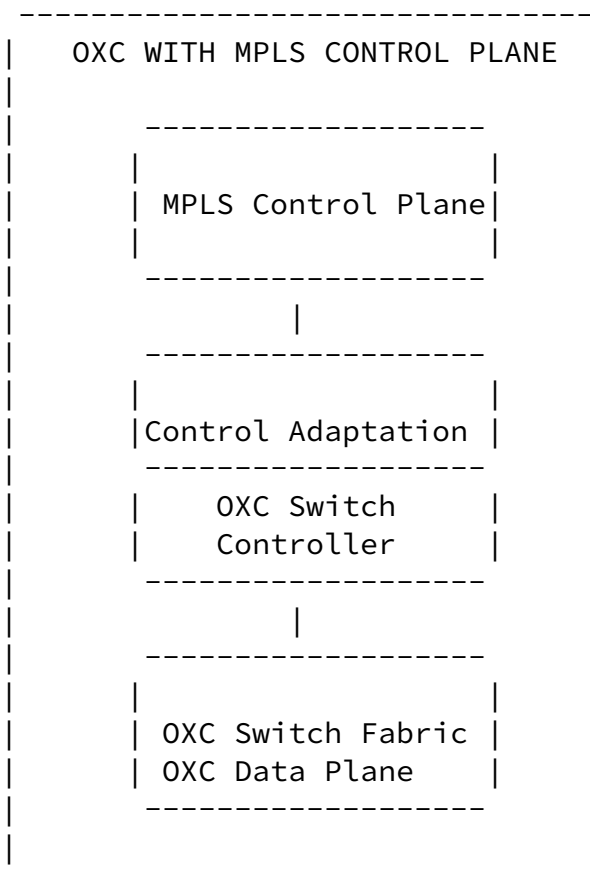 OXC WITH MPLS CONTROL PLANE
MPLS Control Plane
Control Adaptation
OXC Switch
Controller
OXC Switch Fabric
OXC Data Plane